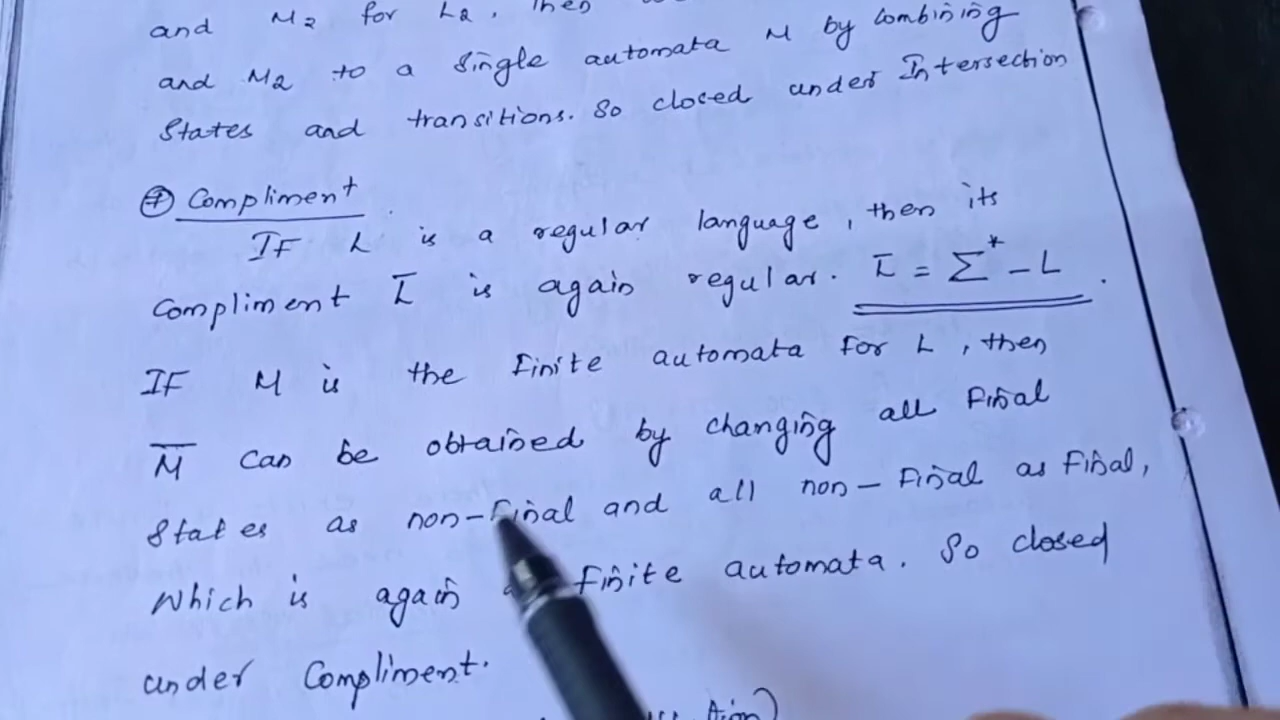 and M2 for L2, Then
and M2 to a single automata M by combining
states and transitions. So closed under Intersection
④ Compliment
IF L is a regular language, then its
compliment L̅ is again regular. L̅ = Σ* - L.
IF M is the finite automata for L, then
M̅ can be obtained by changing all Final
states as non-final and all non-Final as Final,
Which is again a finite automata. So closed
under Compliment.